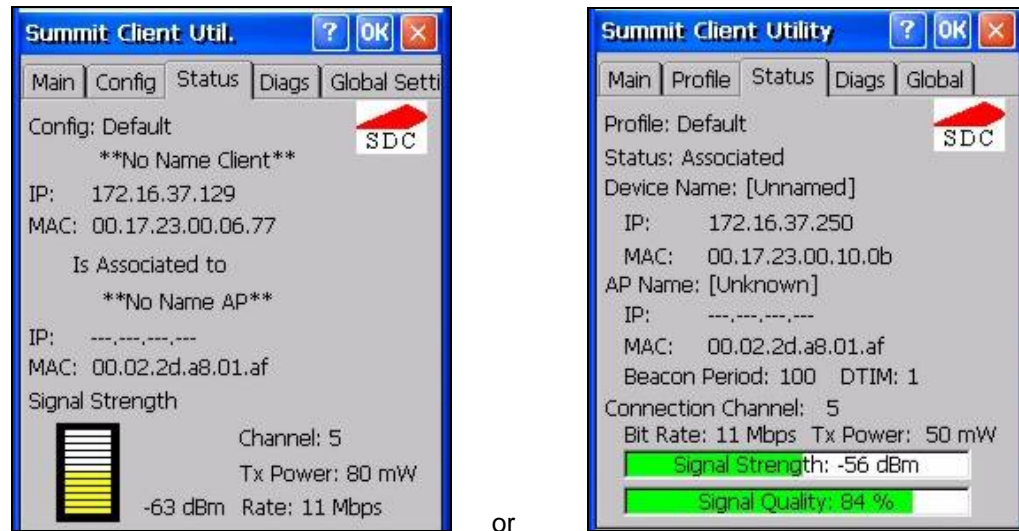 Summit Client Util. ? OK
Main Config Status Diags Global Setti
Config: Default
SDC
**No Name Client**
IP: 172.16.37.129
MAC: 00.17.23.00.06.77
Is Associated to
**No Name AP**
IP: ---.---.---.---
MAC: 00.02.2d.a8.01.af
Signal Strength
Channel: 5
Tx Power: 80 mW
-63 dBm Rate: 11 Mbps
or
Summit Client Utility ? OK
Main Profile Status Diags Global
Profile: Default
SDC
Status: Associated
Device Name: [Unnamed]
IP: 172.16.37.250
MAC: 00.17.23.00.10.0b
AP Name: [Unknown]
IP: ---.---.---.---
MAC: 00.02.2d.a8.01.af
Beacon Period: 100 DTIM: 1
Connection Channel: 5
Bit Rate: 11 Mbps Tx Power: 50 mW
Signal Strength: -56 dBm
Signal Quality: 84 %